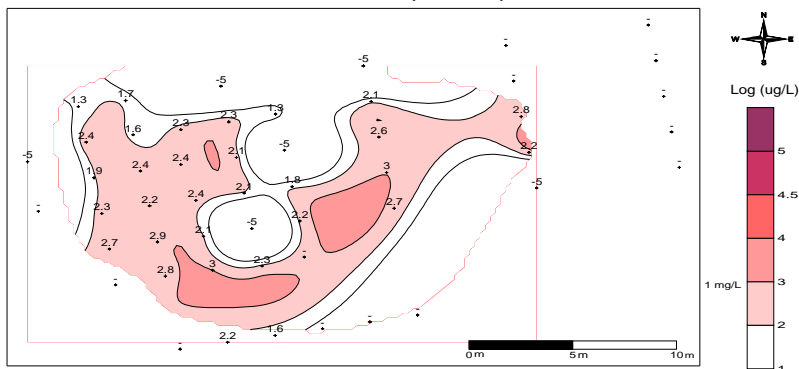 N
W E
S
Log (ug/L)
5
4.5
4
1 mg/L 3
2
1
-5
-5
2.1
1.3 1.7
2.3 2.3 1.3
2.8
2.4 1.6
2.6
-5
2.2
-5
2.4 2.4 2.1
1.9
3
2.4 2.1 1.8
-5
2.3 2.2
2.7
2.2
2.1 -5
2.9
2.7
2.8 3 2.3
2.2 1.6
0m 5m 10m